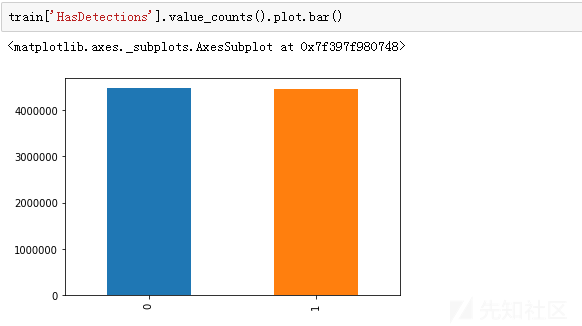 train['HasDetections'].value_counts().plot.bar()
<matplotlib.axes._subplots.AxesSubplot at 0x7f397f980748>
4000000
3000000
2000000
1000000
0
0
1
先知社区